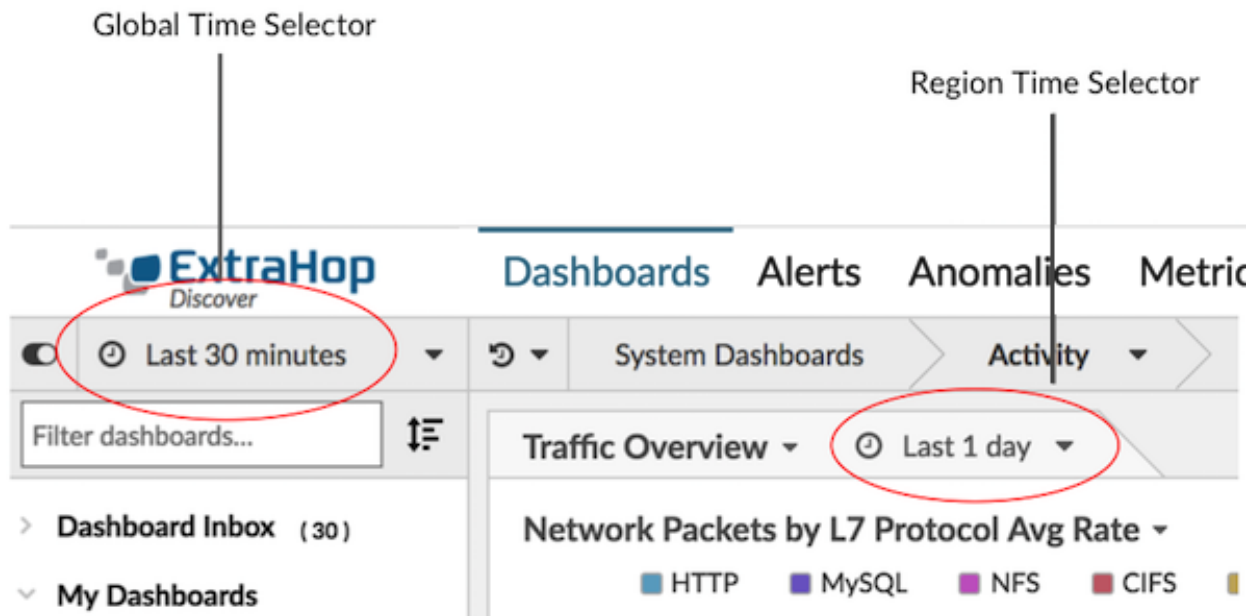 Global Time Selector
Region Time Selector
ExtraHop
Discover
Dashboards Alerts Anomalies Metric
Last 30 minutes
System Dashboards Activity
Filter dashboards...
Traffic Overview Last 1 day
Dashboard Inbox (30)
Network Packets by L7 Protocol Avg Rate
HTTP MySQL NFS CIFS
My Dashboards